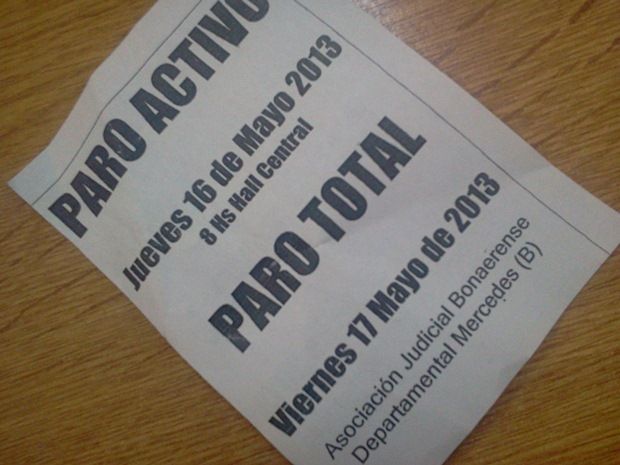 PARO ACTIVO
Jueves 16 de Mayo 2013
8 Hs Hall Central
PARO TOTAL
Viernes 17 Mayo de 2013
Asociación Judicial Bonaerense
Departamental Mercedes (B)